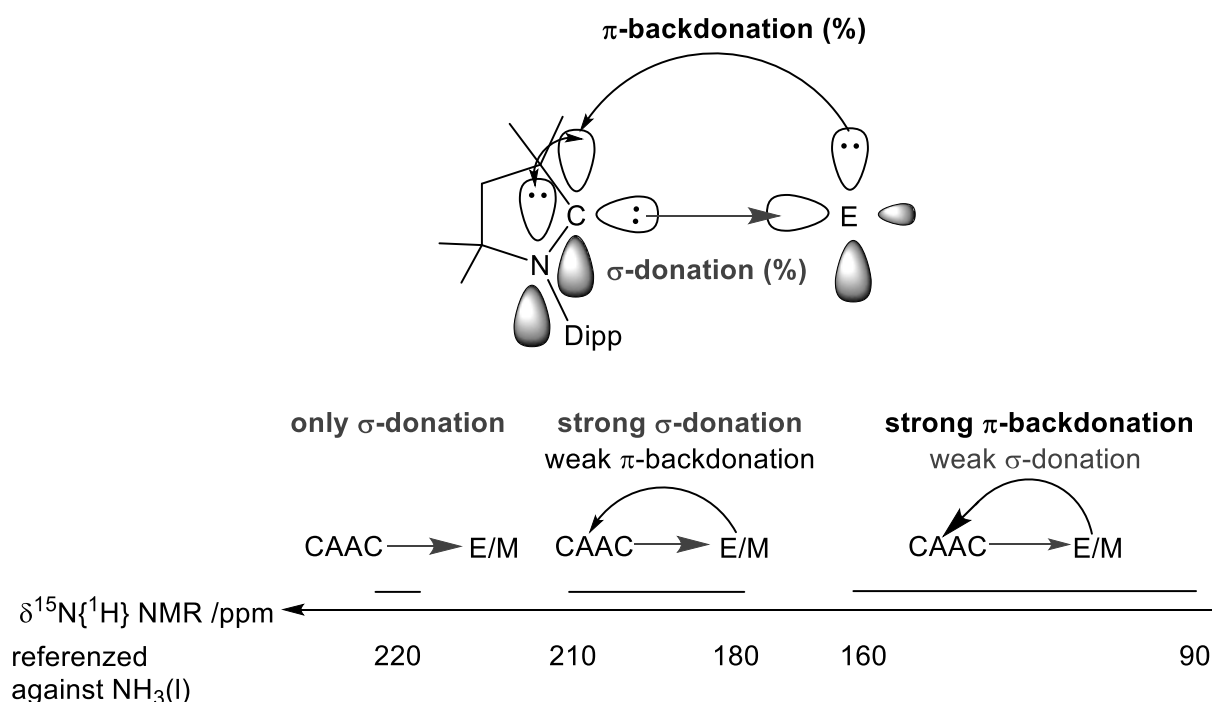 π-backdonation (%)
C
E
N
σ-donation (%)
Dipp
only σ-donation
strong σ-donation
strong π-backdonation
weak π-backdonation
weak σ-donation
CAAC E/M
CAAC E/M
CAAC E/M
δ¹⁵N{¹H} NMR /ppm
referenzed
against NH₃(l)
220
210
180
160
90